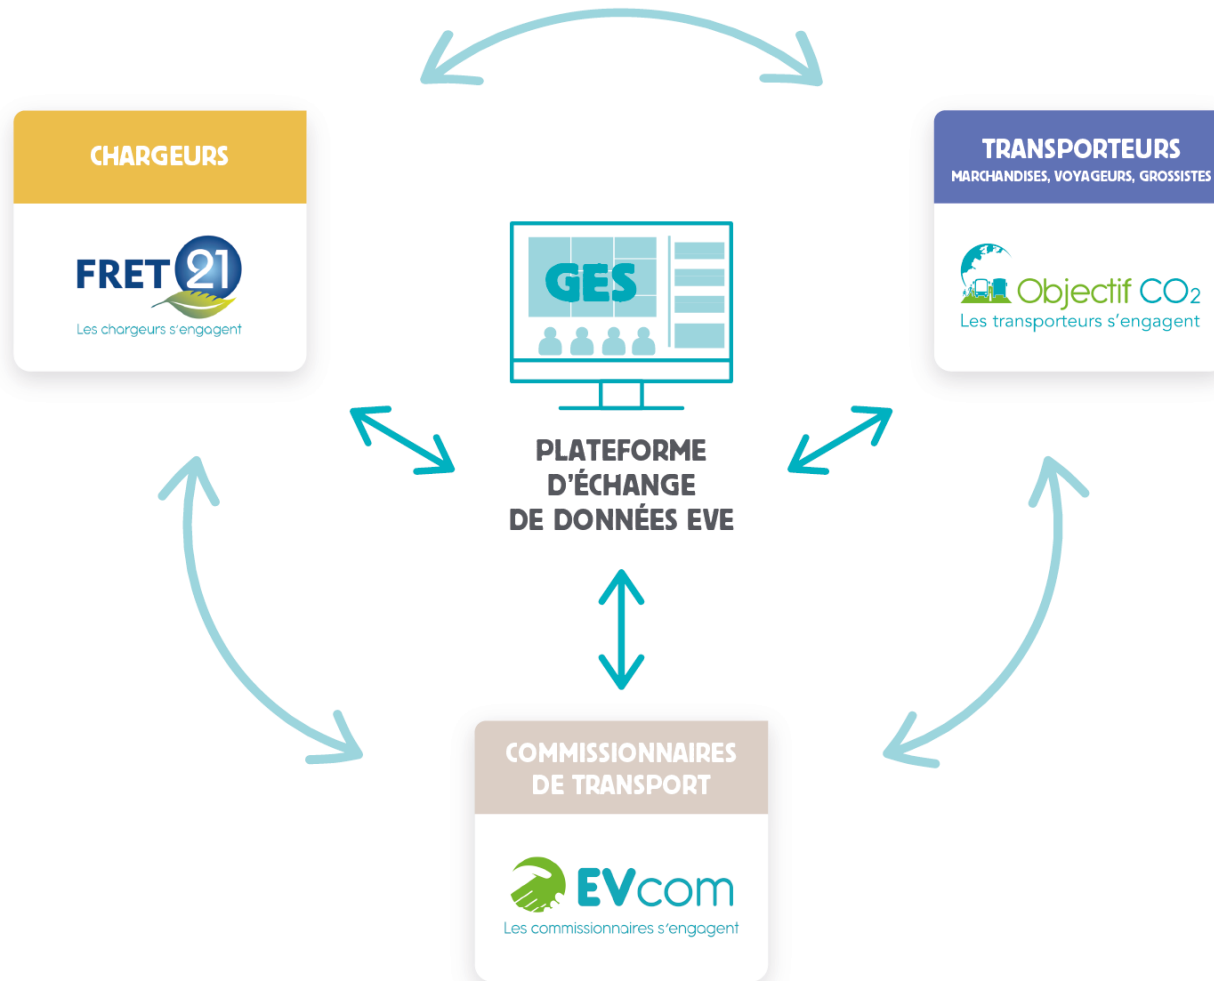 CHARGEURS
FRET 21
Les chargeurs s'engagent
TRANSPORTEURS
MARCHANDISES, VOYAGEURS, GROSSISTES
Objectif CO₂
Les transporteurs s'engagent
GES
PLATEFORME
D'ÉCHANGE
DE DONNÉES EVE
COMMISSIONNAIRES
DE TRANSPORT
EVcom
Les commissionnaires s'engagent